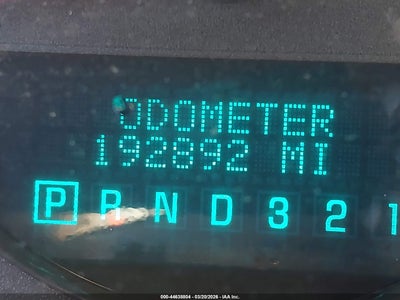 ODOMETER
192892 MI
P R N D 3 2 1
000-44638804 - 03/20/2026 - IAA Inc.